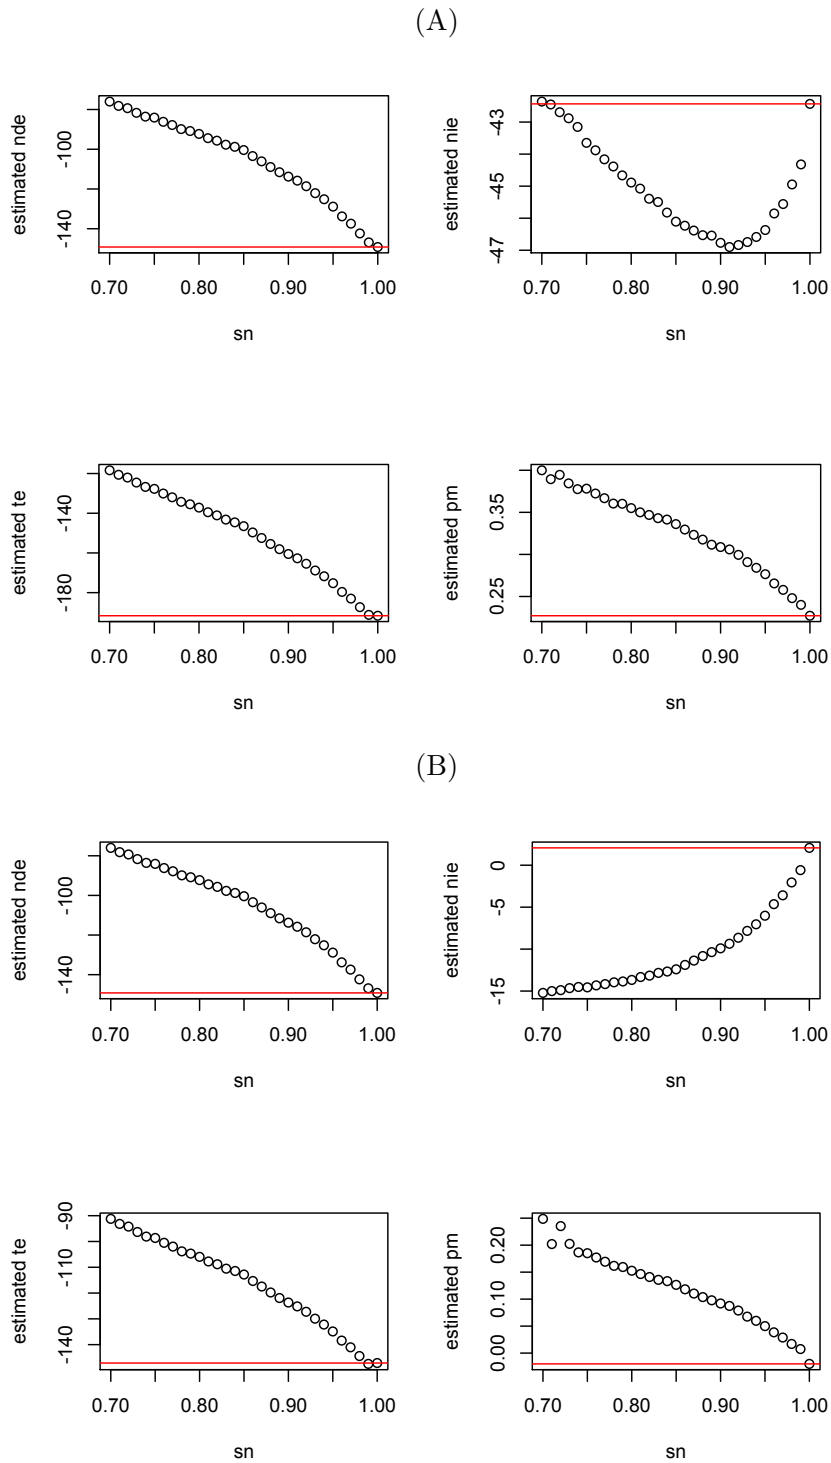 (A)
estimated nde
-100
-140
0.70 0.80 0.90 1.00
sn
estimated nie
-43
-45
-47
0.70 0.80 0.90 1.00
sn
estimated te
-140
-180
0.70 0.80 0.90 1.00
sn
estimated pm
0.35
0.25
0.70 0.80 0.90 1.00
sn
(B)
estimated nde
-100
-140
0.70 0.80 0.90 1.00
sn
estimated nie
0
-5
-15
0.70 0.80 0.90 1.00
sn
estimated te
-90
-110
-140
0.70 0.80 0.90 1.00
sn
estimated pm
0.20
0.10
0.00
0.70 0.80 0.90 1.00
sn